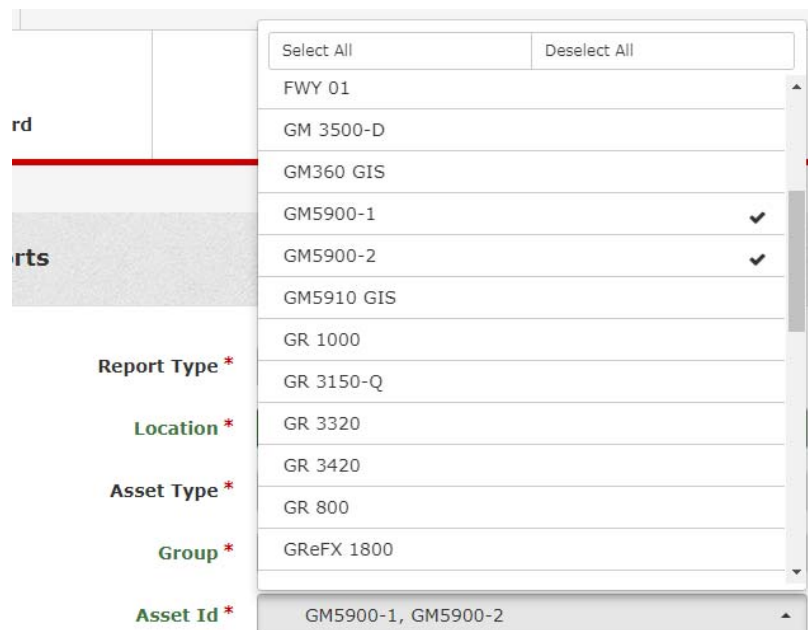 Select All Deselect All
FWY 01
rd
GM 3500-D
GM360 GIS
GM5900-1
rts
GM5900-2
GM5910 GIS
GR 1000
Report Type *
GR 3150-Q
Location *
GR 3320
GR 3420
Asset Type *
GR 800
Group *
GReFX 1800
Asset Id *
GM5900-1, GM5900-2